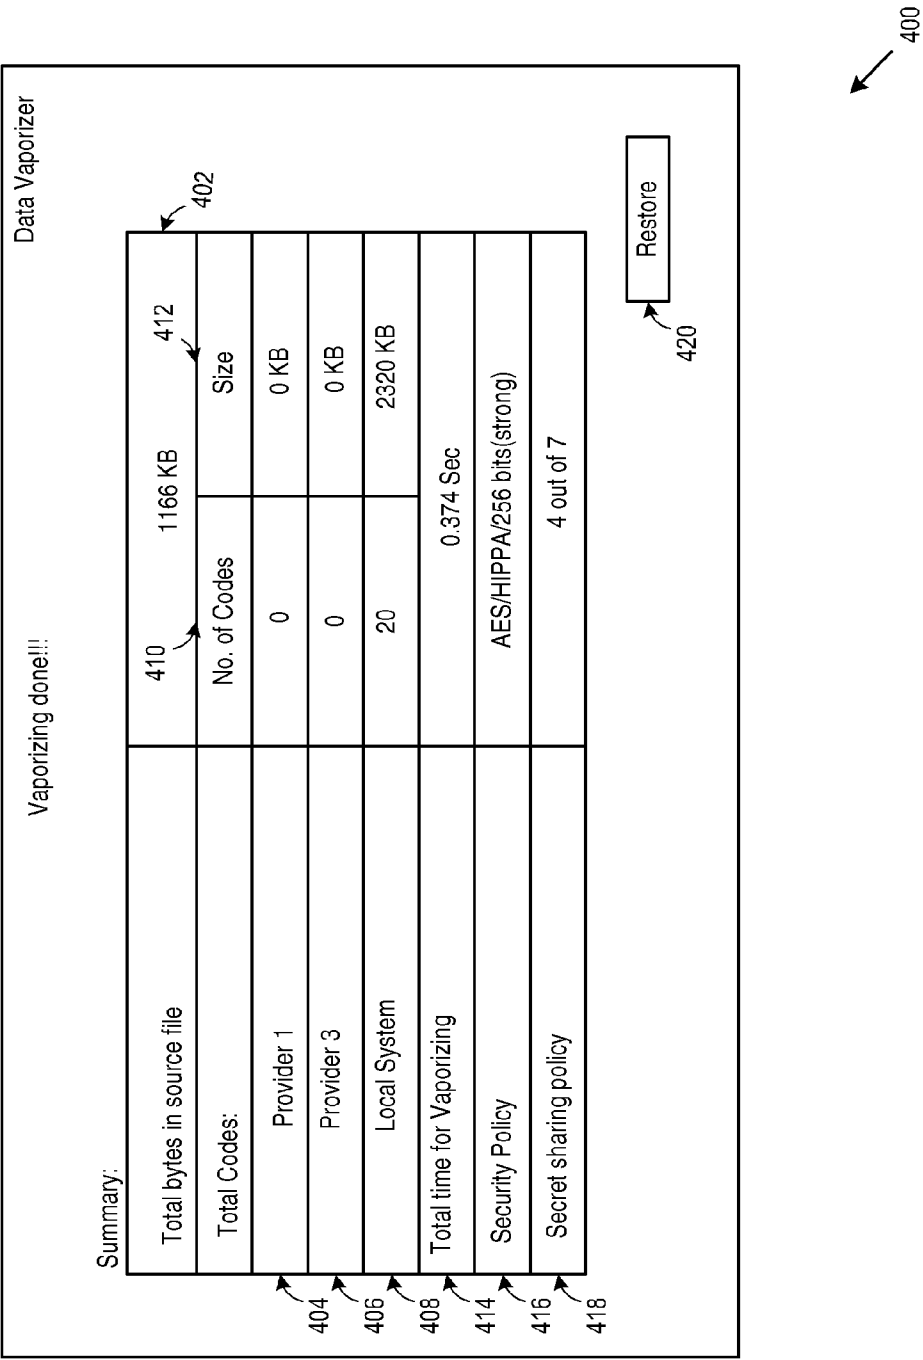 Data Vaporizer
Vaporizing done!!!
Summary:
402
Total bytes in source file 1166 KB
410 412
Total Codes: No. of Codes Size
404 Provider 1 0 0 KB
406 Provider 3 0 0 KB
408 Local System 20 2320 KB
414 Total time for Vaporizing 0.374 Sec
416 Security Policy AES/HIPPA/256 bits(strong)
418 Secret sharing policy 4 out of 7
420 Restore
400